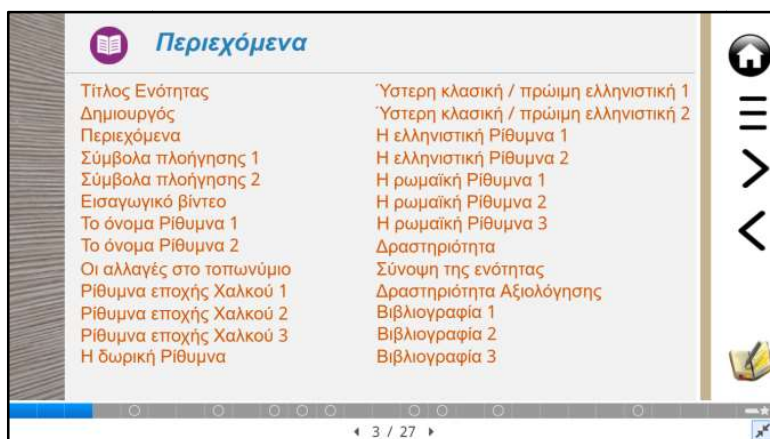 Περιεχόμενα
Τίτλος Ενότητας
Δημιουργός
Περιεχόμενα
Σύμβολα πλοήγησης 1
Σύμβολα πλοήγησης 2
Εισαγωγικό βίντεο
Το όνομα Ρίθυμνα 1
Το όνομα Ρίθυμνα 2
Οι αλλαγές στο τοπωνύμιο
Ρίθυμνα εποχής Χαλκού 1
Ρίθυμνα εποχής Χαλκού 2
Ρίθυμνα εποχής Χαλκού 3
Η δωρική Ρίθυμνα
Ύστερη κλασική / πρώιμη ελληνιστική 1
Ύστερη κλασική / πρώιμη ελληνιστική 2
Η ελληνιστική Ρίθυμνα 1
Η ελληνιστική Ρίθυμνα 2
Η ρωμαϊκή Ρίθυμνα 1
Η ρωμαϊκή Ρίθυμνα 2
Η ρωμαϊκή Ρίθυμνα 3
Δραστηριότητα
Σύνοψη της ενότητας
Δραστηριότητα Αξιολόγησης
Βιβλιογραφία 1
Βιβλιογραφία 2
Βιβλιογραφία 3
3 / 27